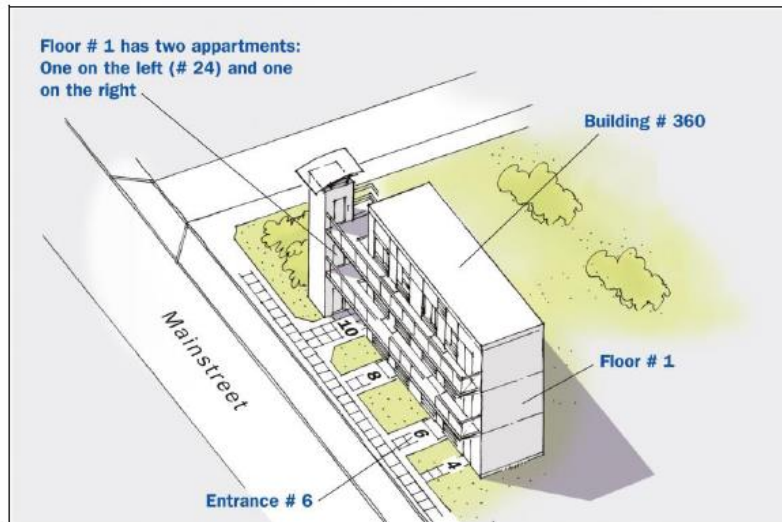 Floor # 1 has two appartments:
One on the left (# 24) and one
on the right
Building # 360
Mainstreet
10
8
Floor # 1
6
4
Entrance # 6